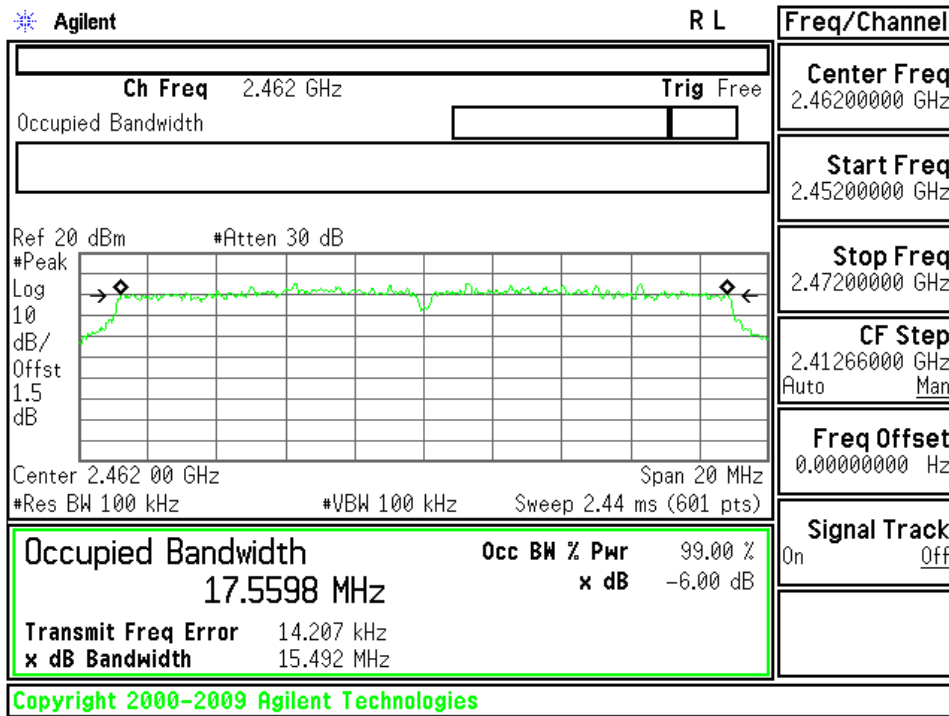 Agilent R L
Ch Freq 2.462 GHz Trig Free
Occupied Bandwidth
Ref 20 dBm #Atten 30 dB
#Peak
Log
10
dB/
Offst
1.5
dB
Center 2.462 00 GHz Span 20 MHz
#Res BW 100 kHz #VBW 100 kHz Sweep 2.44 ms (601 pts)
Occupied Bandwidth Occ BW % Pwr 99.00 %
17.5598 MHz x dB -6.00 dB
Transmit Freq Error 14.207 kHz
x dB Bandwidth 15.492 MHz
Copyright 2000-2009 Agilent Technologies
Freq/Channel
Center Freq
2.46200000 GHz
Start Freq
2.45200000 GHz
Stop Freq
2.47200000 GHz
CF Step
2.41266000 GHz
Auto Man
Freq Offset
0.00000000 Hz
Signal Track
On Off